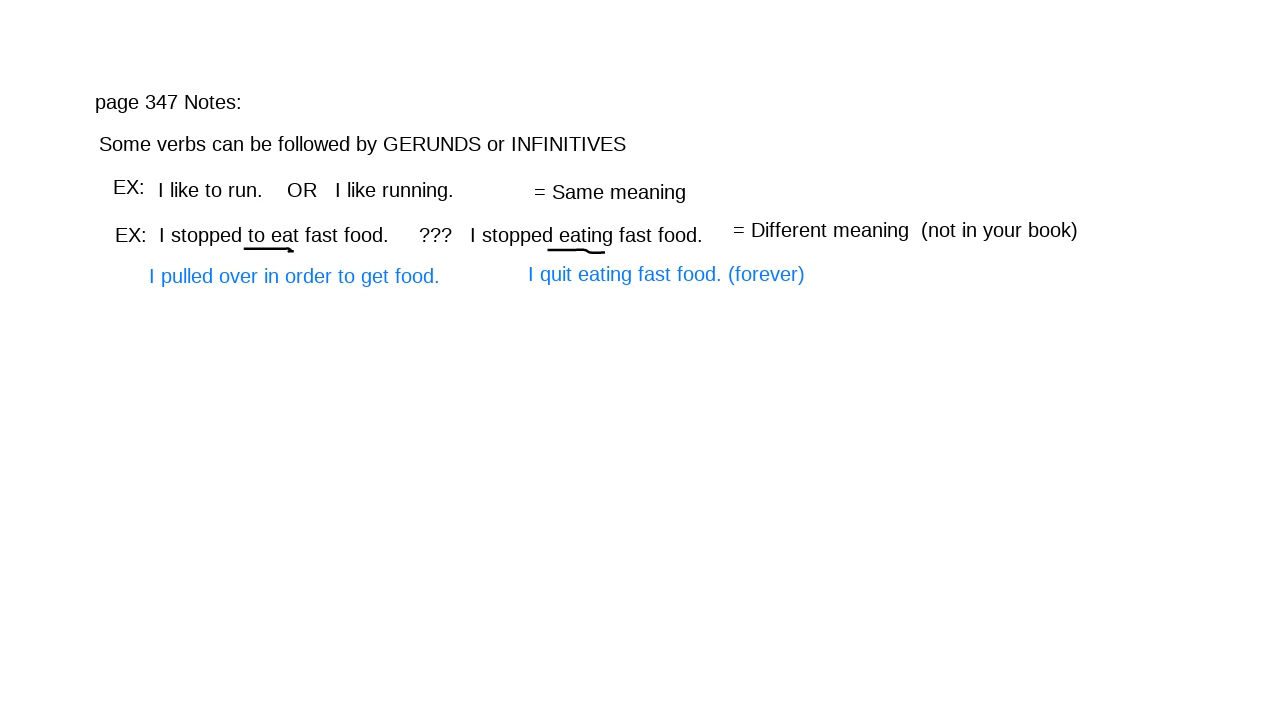 page 347 Notes:
Some verbs can be followed by GERUNDS or INFINITIVES
EX: I like to run. OR I like running. = Same meaning
EX: I stopped to eat fast food. ??? I stopped eating fast food. = Different meaning (not in your book)
I pulled over in order to get food. I quit eating fast food. (forever)